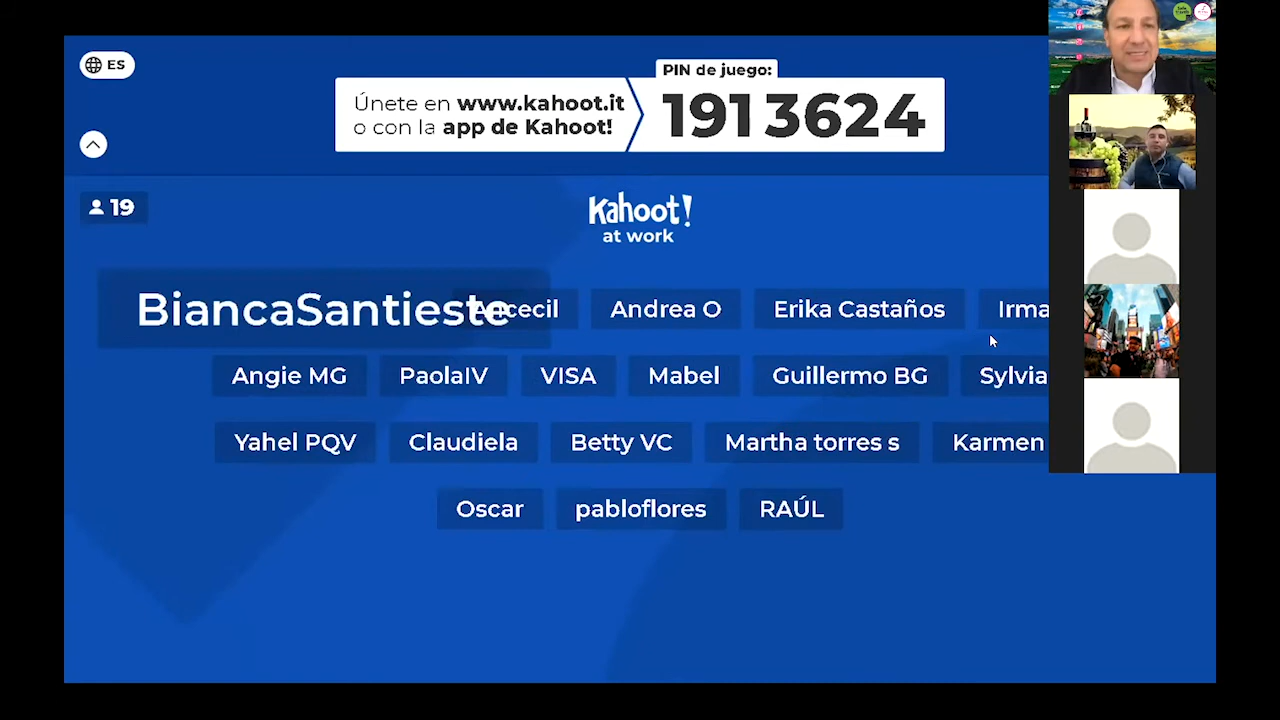 ES
PIN de juego:
Únete en www.kahoot.it
o con la app de Kahoot!
191 3624
19
Kahoot!
at work
BiancaSantieste
Andrea O
Erika Castaños
Irma
Angie MG
PaolaIV
VISA
Mabel
Guillermo BG
Sylvia
Yahel PQV
Claudiela
Betty VC
Martha torres s
Karmen
Oscar
pabloflores
RAÚL